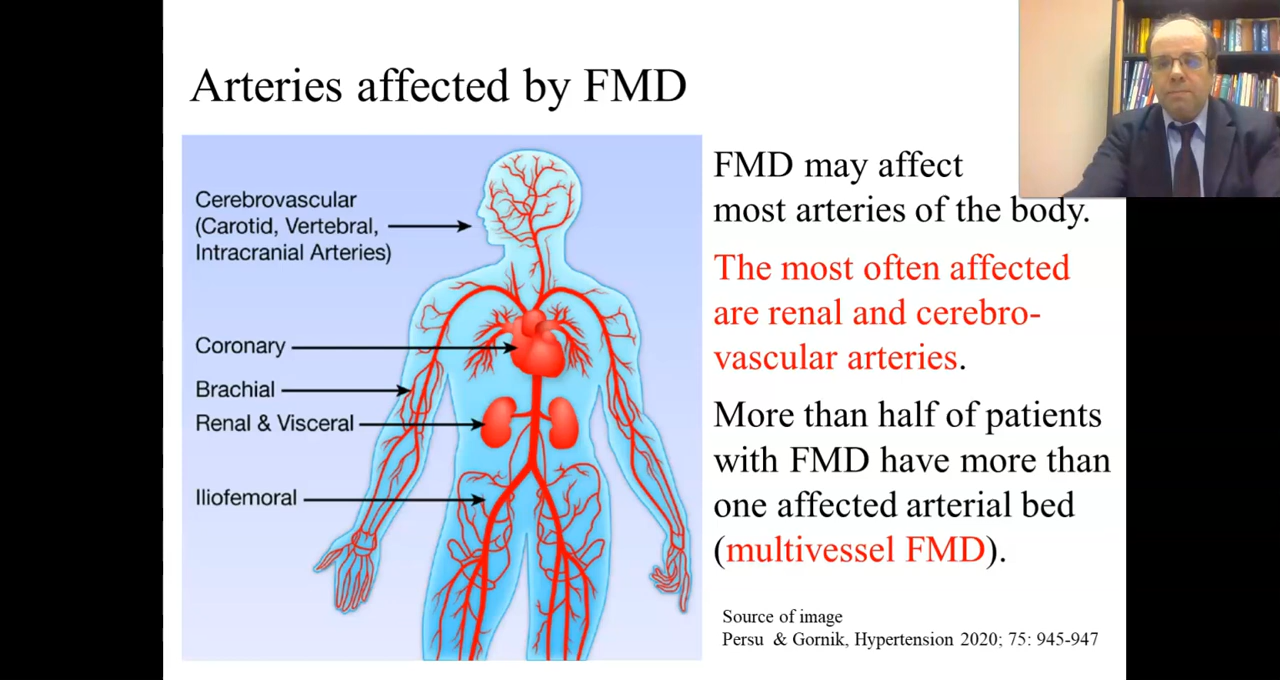 Arteries affected by FMD
Cerebrovascular
(Carotid, Vertebral,
Intracranial Arteries)
Coronary
Brachial
Renal & Visceral
Iliofemoral
FMD may affect
most arteries of the body.
The most often affected
are renal and cerebro-
vascular arteries.
More than half of patients
with FMD have more than
one affected arterial bed
(multivessel FMD).
Source of image
Persu & Gornik, Hypertension 2020; 75: 945-947